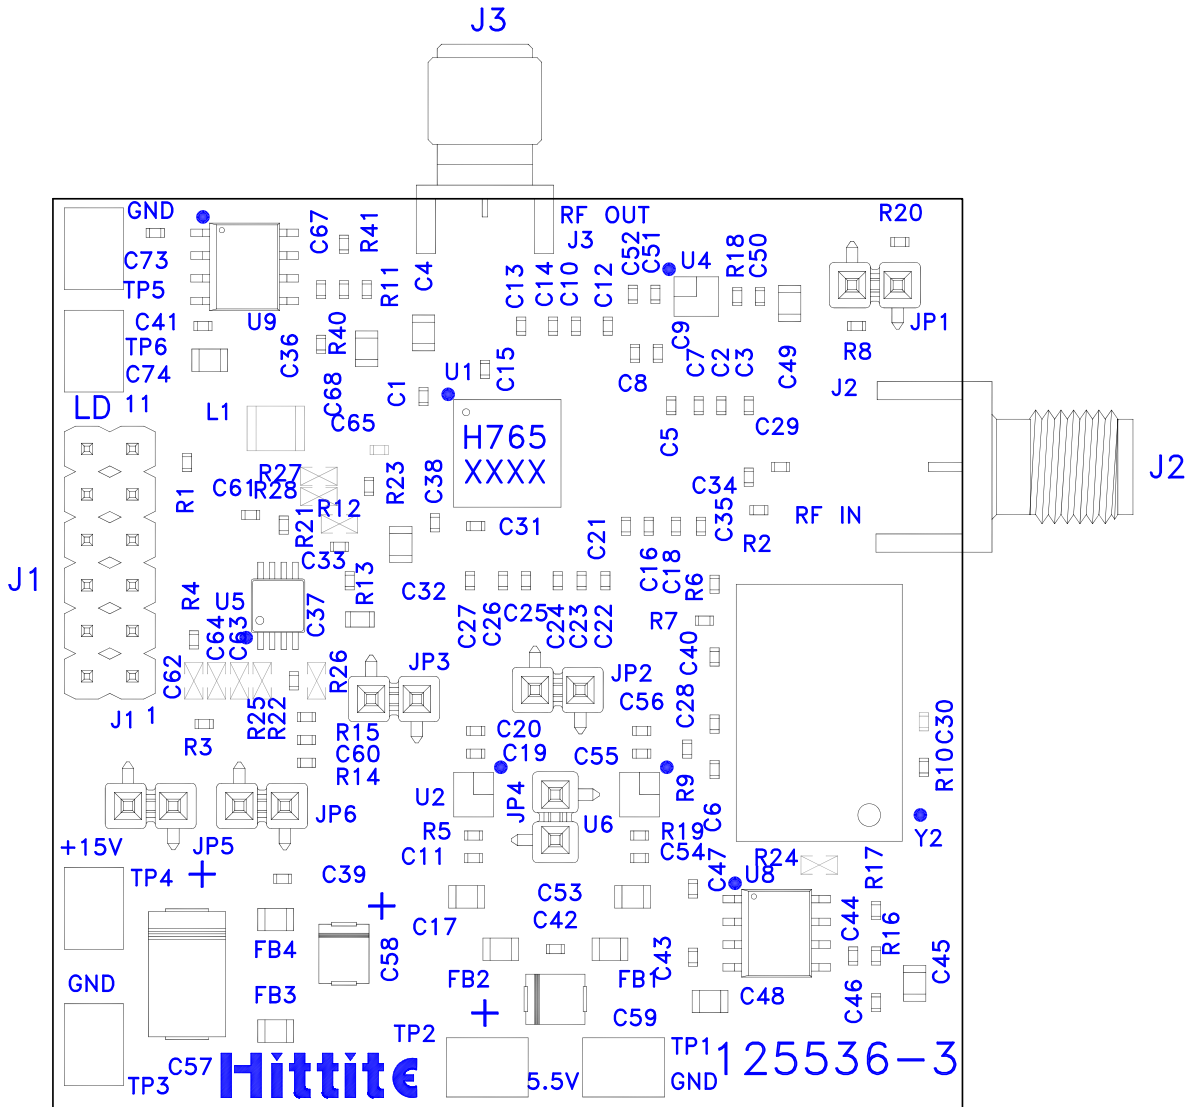 J3
GND
C67
R41
C4
RF OUT
J3
C52
C51
U4
R18
C50
R20
C73
TP5
R11
C13
C14
C10
C12
JP1
C41
U9
TP6
C74
C36
R40
C9
R8
C68
C65
C1
U1
C15
C8
C7
C2
C3
C49
J2
LD
11
L1
H765
XXXX
C5
C29
J2
R1
C61
R27
R28
R12
R23
C38
C34
R21
C33
C31
C21
C35
RF IN
R2
J1
R4
U5
C37
R13
C32
C27
C26
C25
C24
C23
C22
C16
C18
R6
R7
C64
C63
C62
R25
R22
R26
JP3
JP2
C40
C56
C28
J1
1
R3
R15
C60
R14
C20
C19
C55
C30
R10
+15V
JP5
JP6
U2
JP4
U6
R9
C6
Y2
R5
C11
R19
C54
TP4
+
C39
+
C47
R24
U8
R17
C53
C17
C42
C44
R16
FB4
C58
C43
C45
GND
FB3
FB2
+
FB1
C48
C46
C59
TP2
TP1
125536-3
C57
TP3
Hittite
5.5V
GND